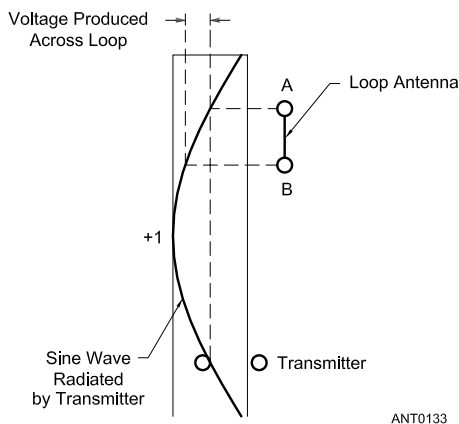 Voltage Produced
Across Loop
A
Loop Antenna
B
+1
Sine Wave
Radiated
by Transmitter
Transmitter
ANT0133